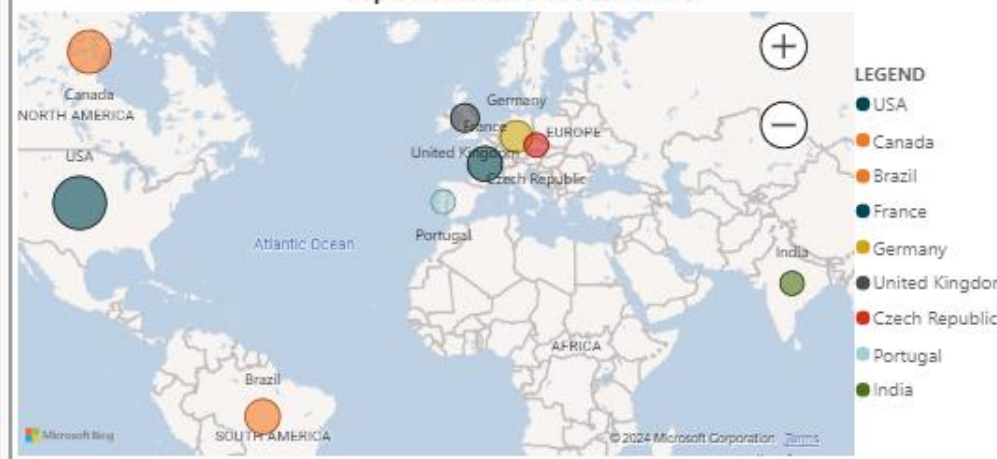 Canada
NORTH AMERICA
USA
Germany
France
EUROPE
United Kingdom
Czech Republic
Portugal
Atlantic Ocean
India
AFRICA
Brazil
SOUTH AMERICA
Microsoft Bing
© 2024 Microsoft Corporation Terms
LEGEND
USA
Canada
Brazil
France
Germany
United Kingdom
Czech Republic
Portugal
India